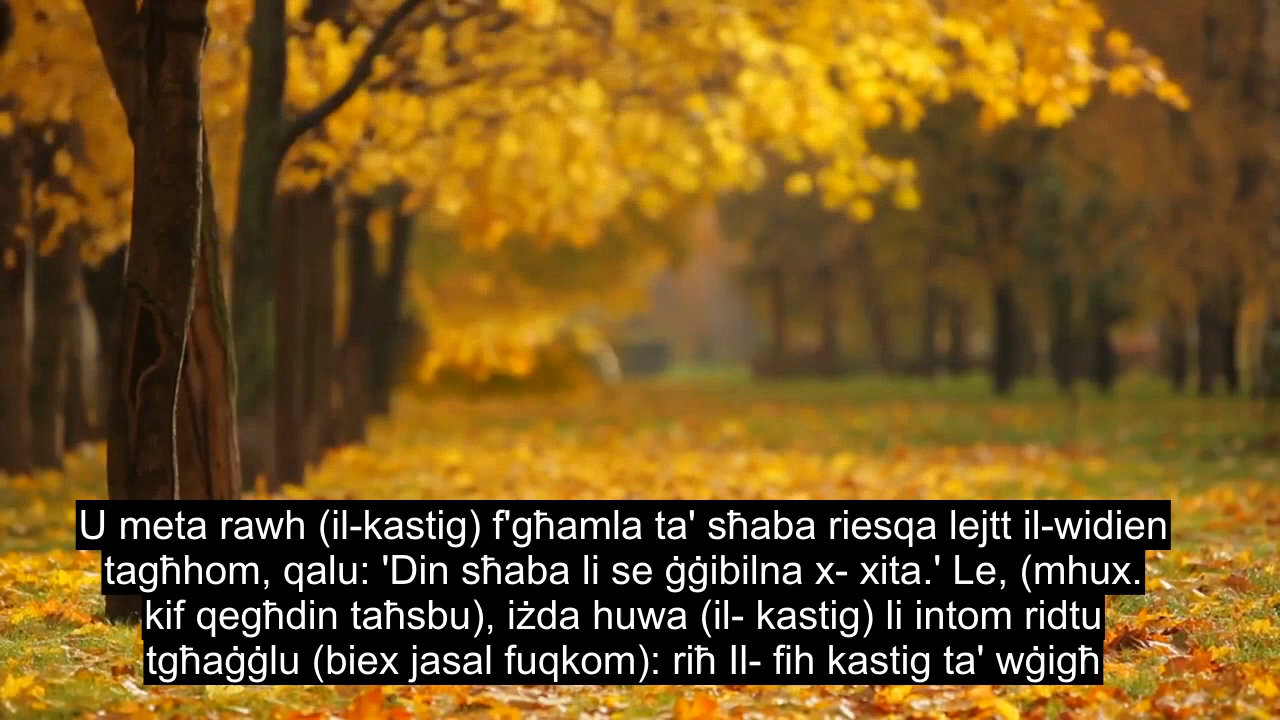 U meta rawh (il-kastig) f'għamla ta' sħaba riesqa lejtt il-widien
tagħhom, qalu: 'Din sħaba li se ġġibilna x- xita.' Le, (mhux.
kif qegħdin taħsbu), iżda huwa (il- kastig) li intom ridtu
tgħaġġlu (biex jasal fuqkom): riħ Il- fih kastig ta' wġigħ